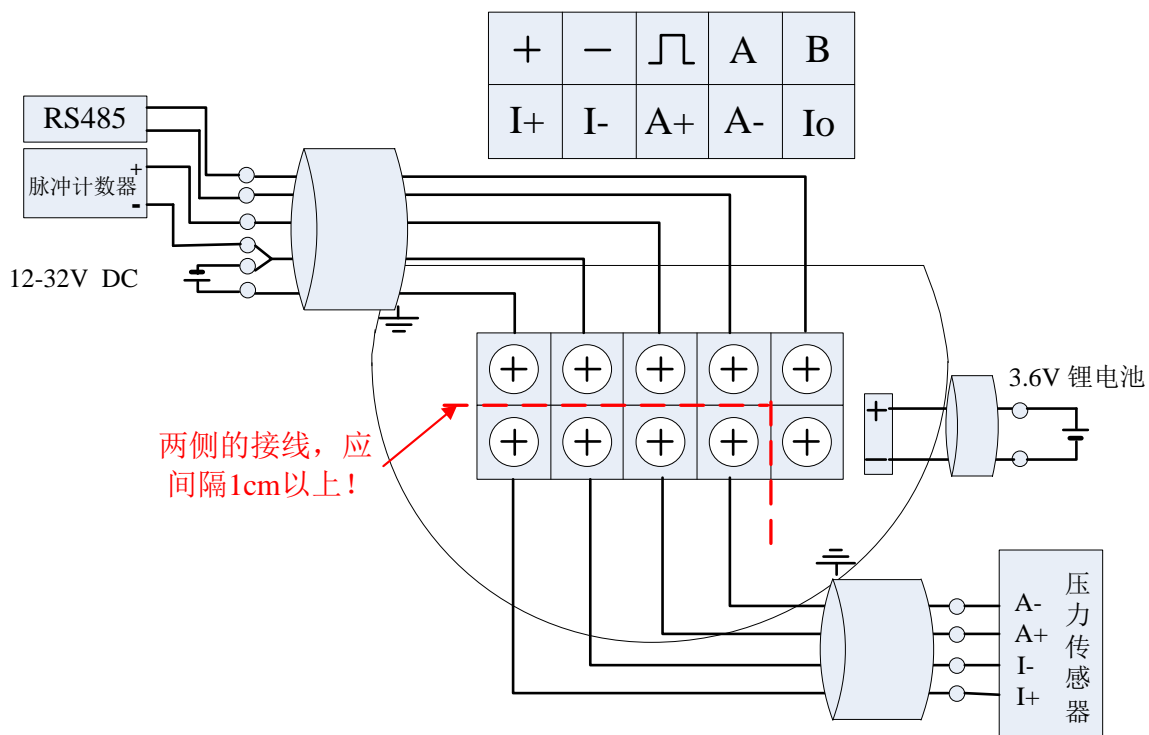 + − A B
I+ I- A+ A- Io
RS485
脉冲计数器
+
-
12-32V DC
两侧的接线，应
间隔1cm以上！
+
−
3.6V 锂电池
A-
A+
I-
I+
压力传感器